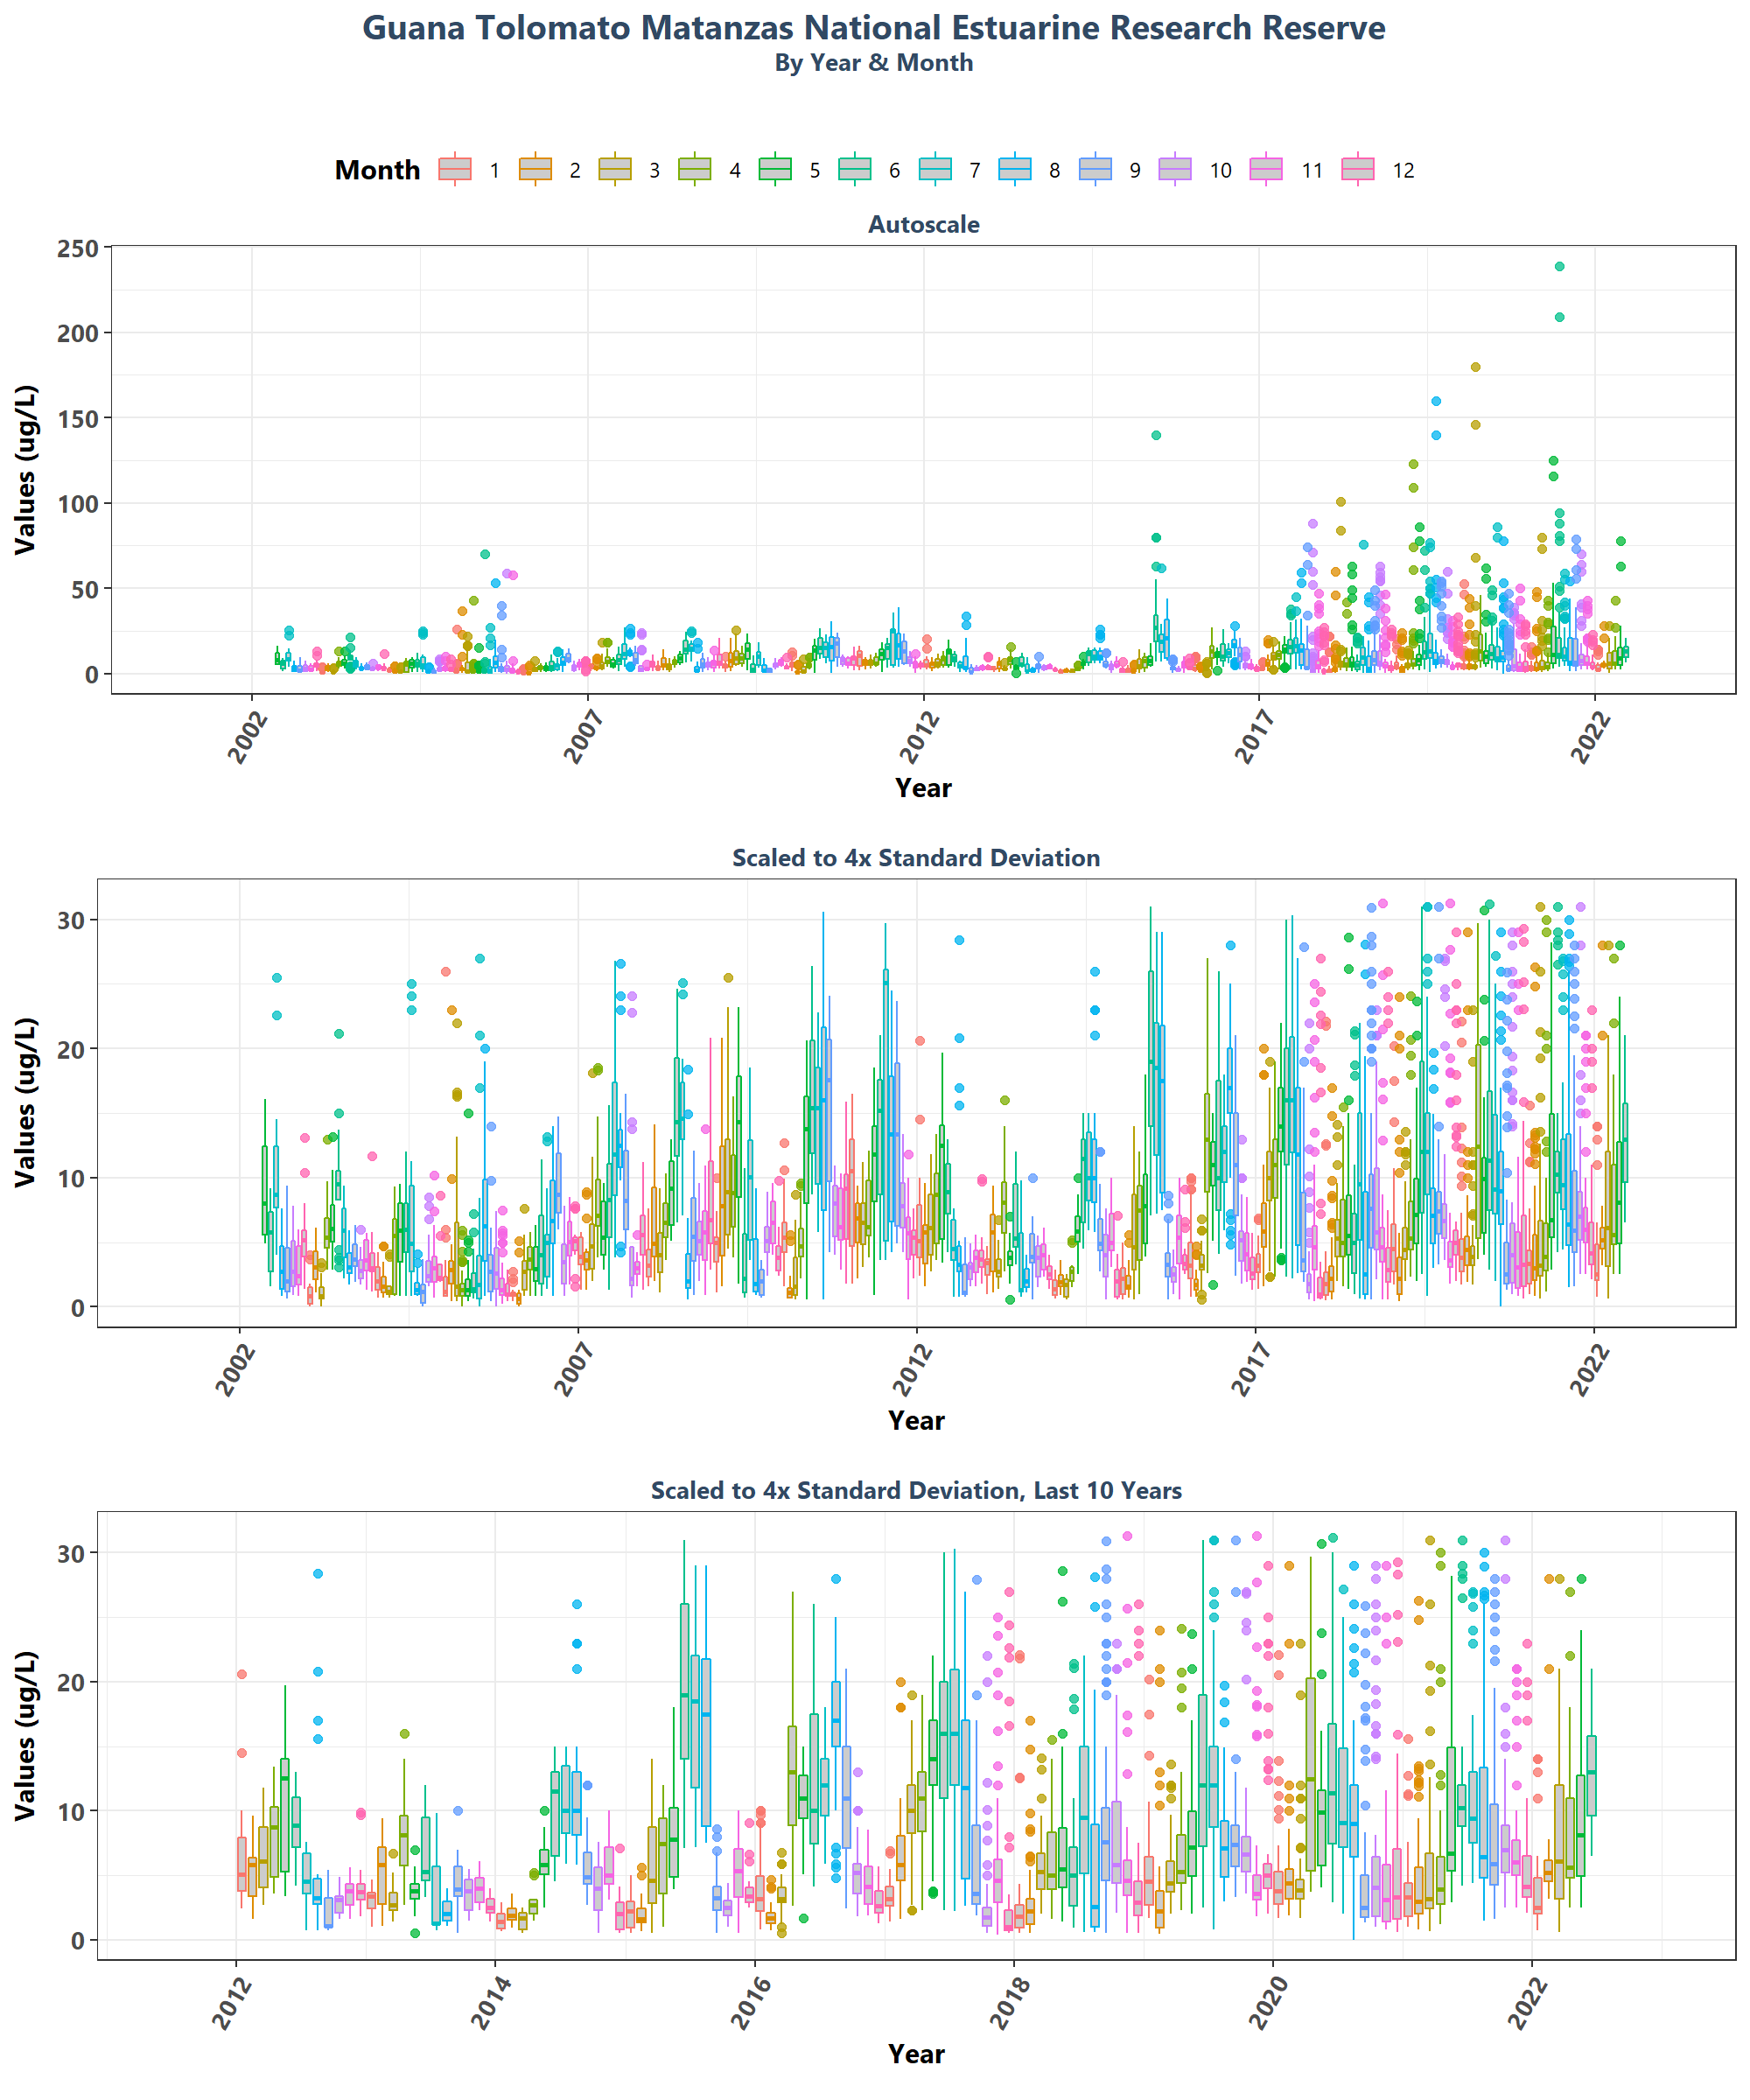 Guana Tolomato Matanzas National Estuarine Research Reserve
By Year & Month
Month 1 2 3 4 5 6 7 8 9 10 11 12
Autoscale
Values (ug/L)
250
200
150
100
50
0
2002 2007 2012 2017 2022
Year
Scaled to 4x Standard Deviation
Values (ug/L)
30
20
10
0
2002 2007 2012 2017 2022
Year
Scaled to 4x Standard Deviation, Last 10 Years
Values (ug/L)
30
20
10
0
2012 2014 2016 2018 2020 2022
Year